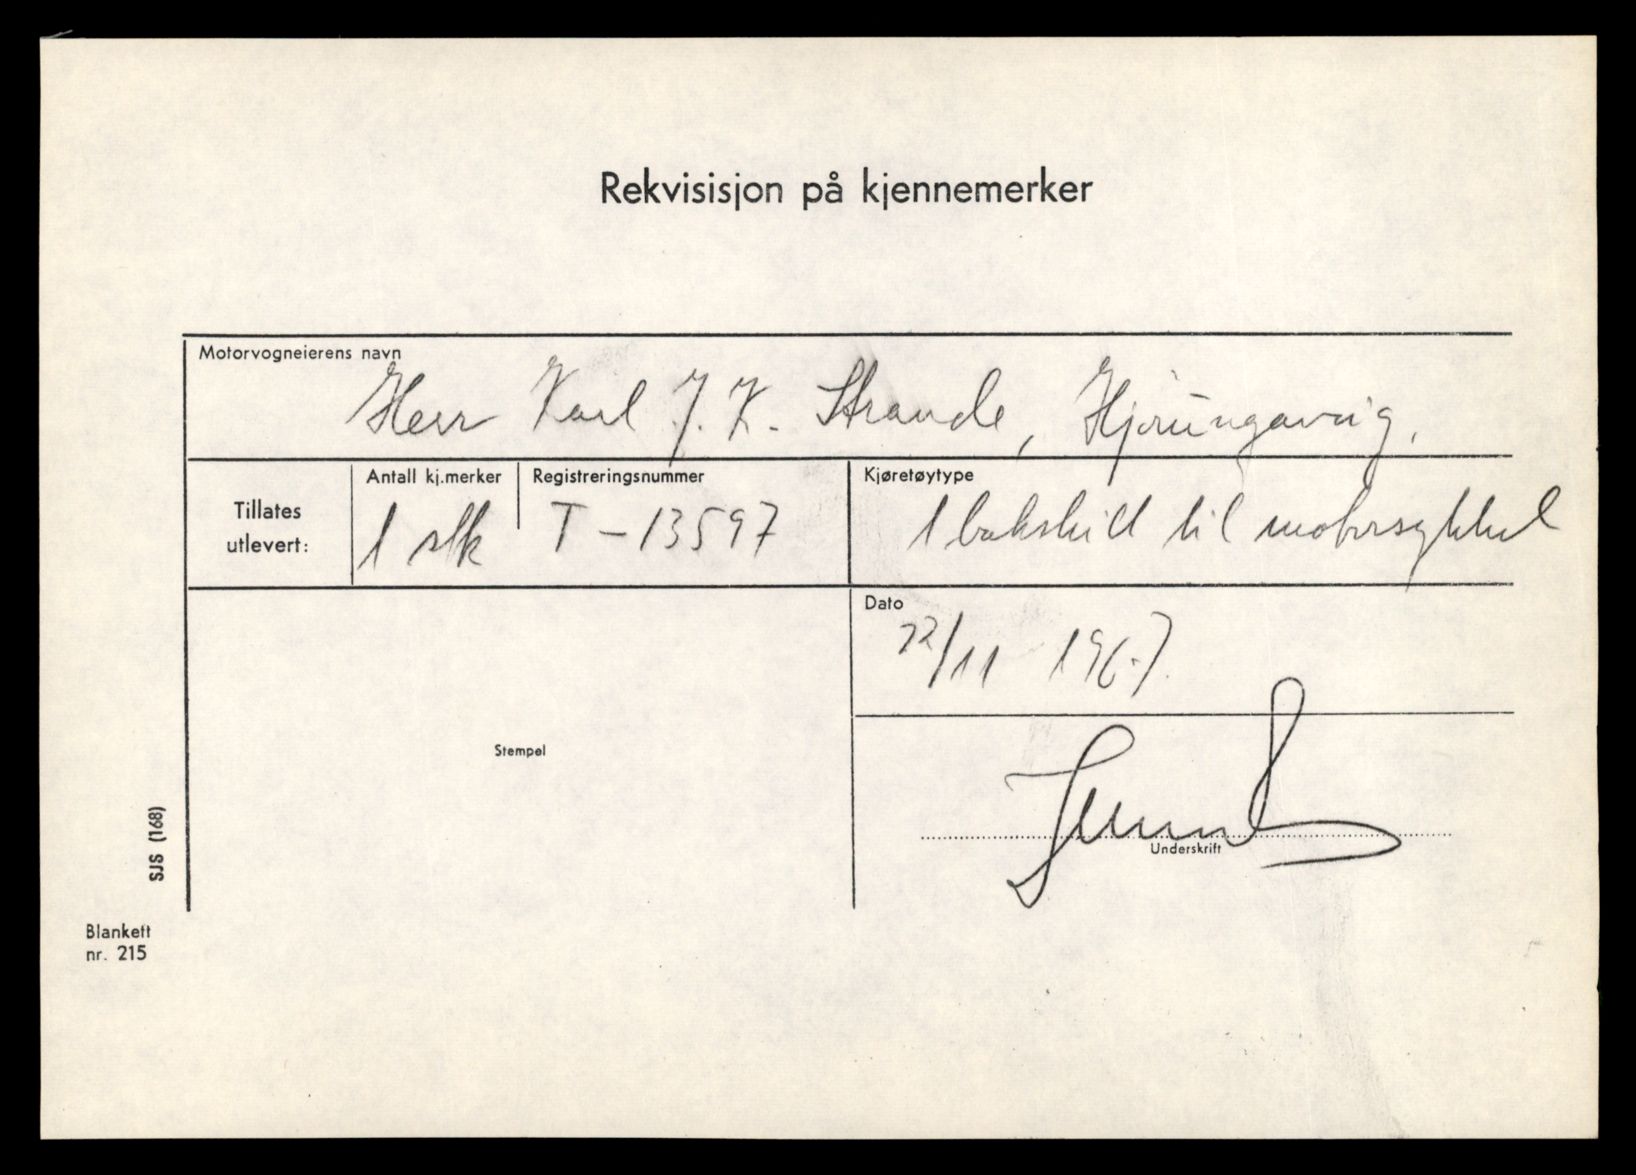 Rekvisisjon på kjennemerker
Motorvogneierens navn
Herr Karl J. K. Strande, Hjørungavåg.
Tillates utlevert:
Antall kj.merker
1 stk
Registreringsnummer
T - 13597
Kjøretøytype
1 bakskilt til motorsykkel
Dato
22/11 1967.
Stempel
Underskrift
SJS (168)
Blankett
nr. 215